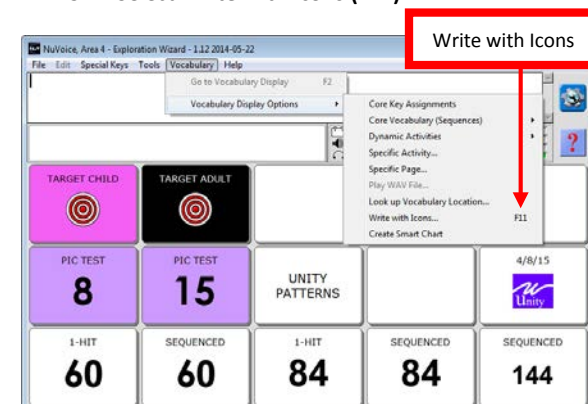 Write with Icons
NuVoice, Area 4 - Exploration Wizard - 1.12 2014-05-22
File Edit Special Keys Tools Vocabulary Help
Go to Vocabulary Display F2
Vocabulary Display Options
Core Key Assignments
Core Vocabulary (Sequences)
Dynamic Activities
Specific Activity...
Specific Page...
Play WAV File...
Look up Vocabulary Location...
Write with Icons... F11
Create Smart Chart
?
TARGET CHILD
TARGET ADULT
PIC TEST
8
PIC TEST
15
UNITY
PATTERNS
4/8/15
Unity
1-HIT
60
SEQUENCED
60
1-HIT
84
SEQUENCED
84
SEQUENCED
144